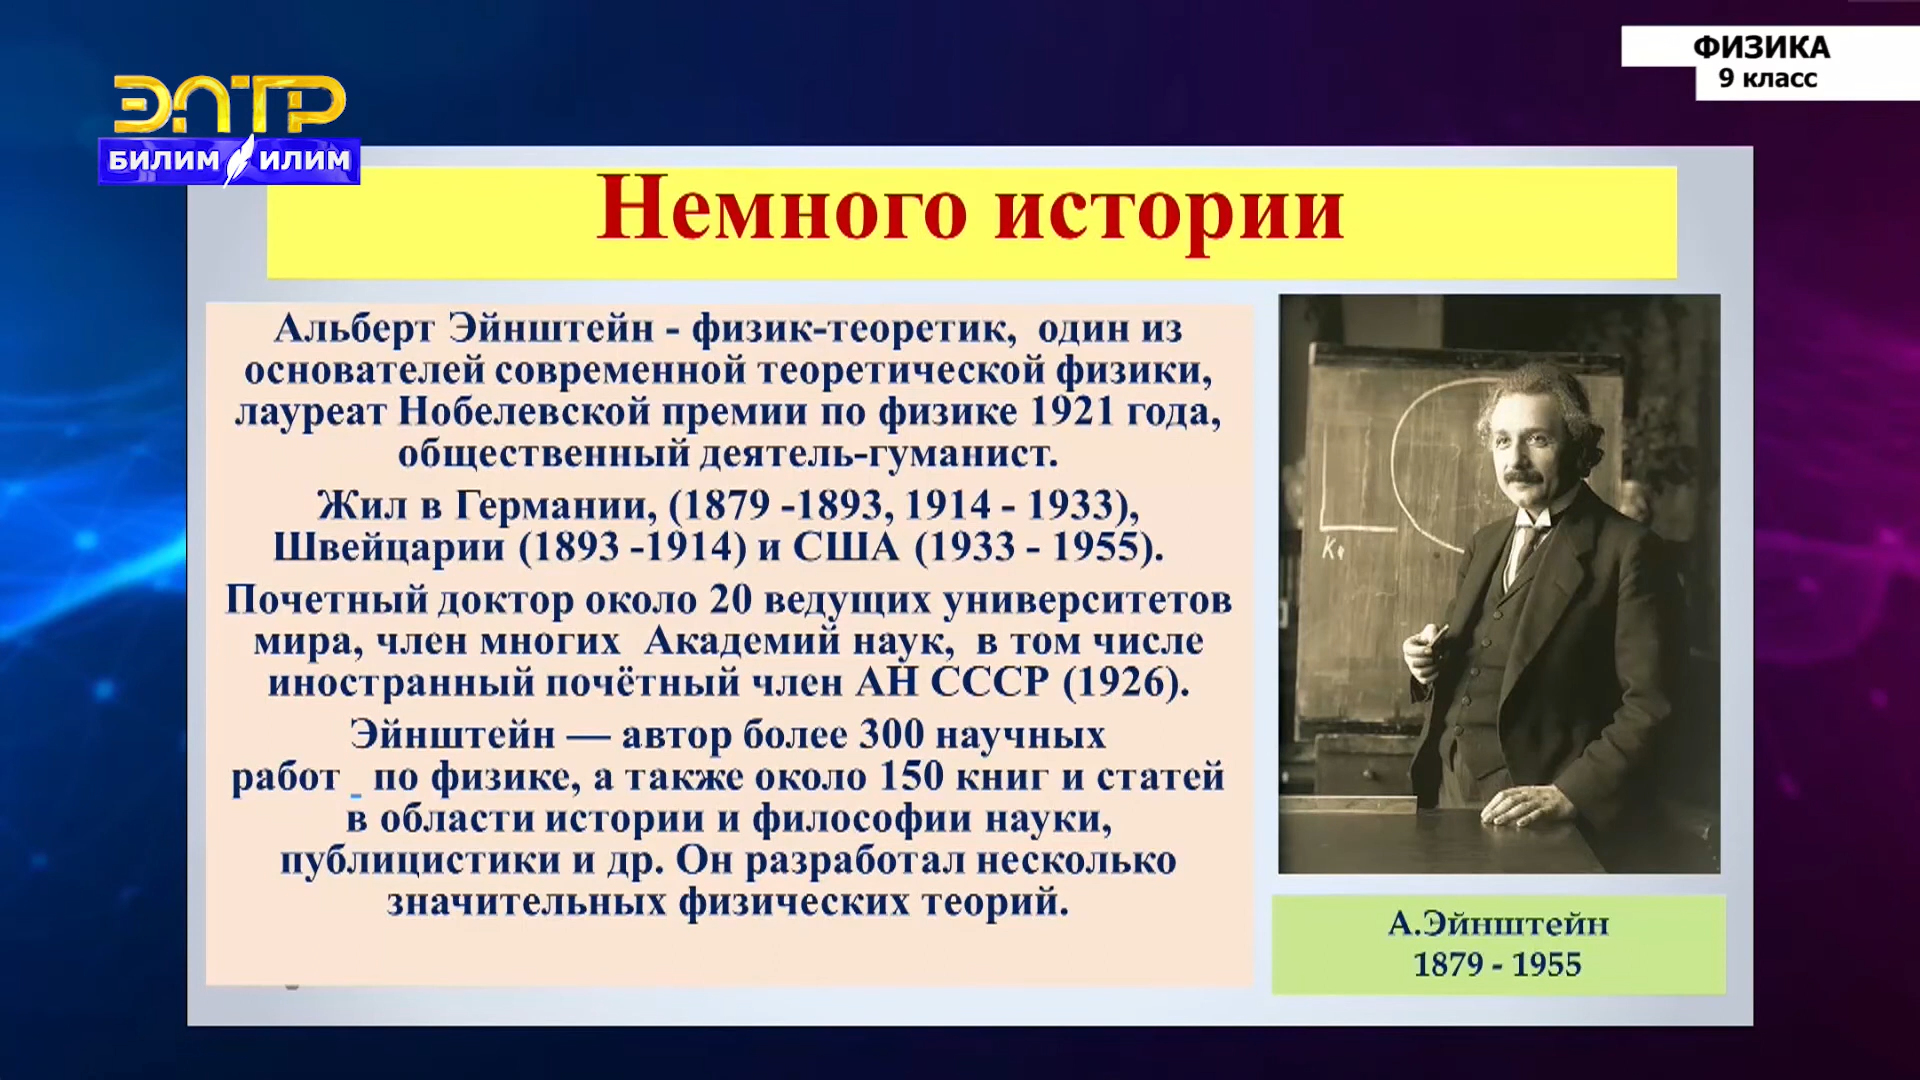 ФИЗИКА
9 класс
ЭЛТР
БИЛИМ ИЛИМ
Немного истории
Альберт Эйнштейн - физик-теоретик, один из
основателей современной теоретической физики,
лауреат Нобелевской премии по физике 1921 года,
общественный деятель-гуманист.
Жил в Германии, (1879 -1893, 1914 - 1933),
Швейцарии (1893 -1914) и США (1933 - 1955).
Почетный доктор около 20 ведущих университетов
мира, член многих Академий наук, в том числе
иностранный почётный член АН СССР (1926).
Эйнштейн — автор более 300 научных
работ _ по физике, а также около 150 книг и статей
в области истории и философии науки,
публицистики и др. Он разработал несколько
значительных физических теорий.
А.Эйнштейн
1879 - 1955